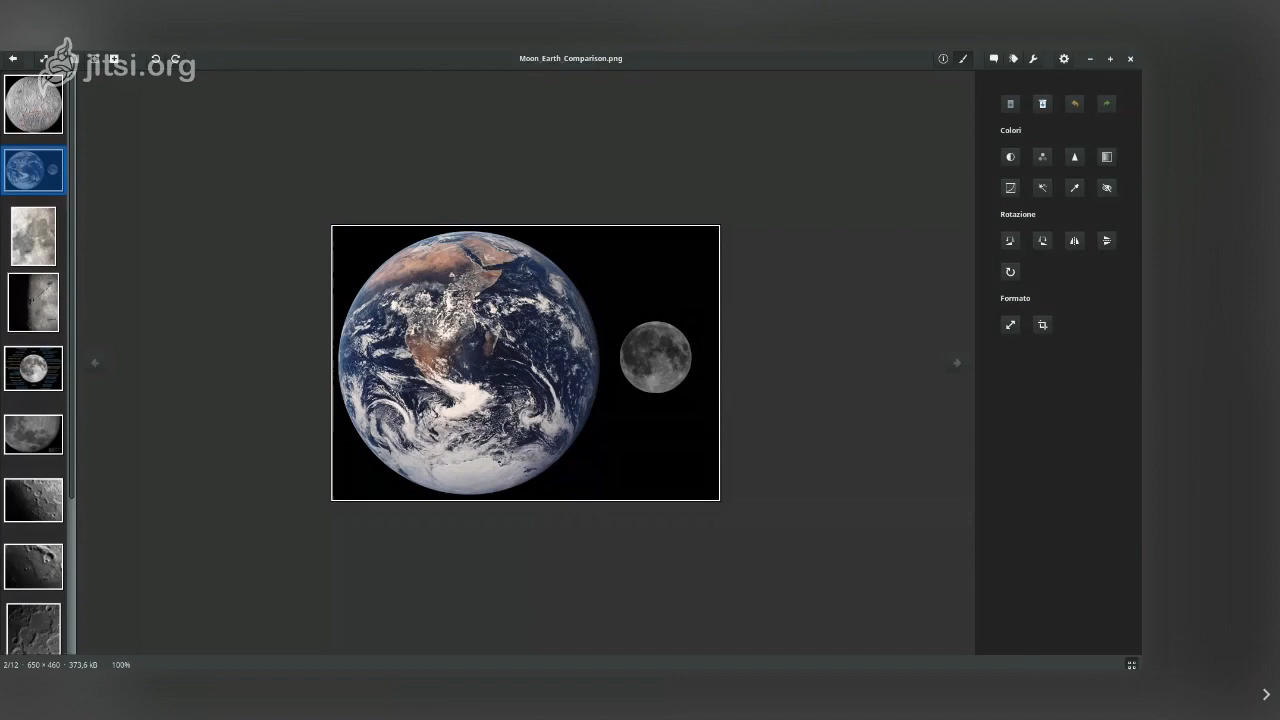 jitsi.org
Moon_Earth_Comparison.png
Colori
Rotazione
Formato
2/12 · 650 × 460 · 373,6 kB 100%